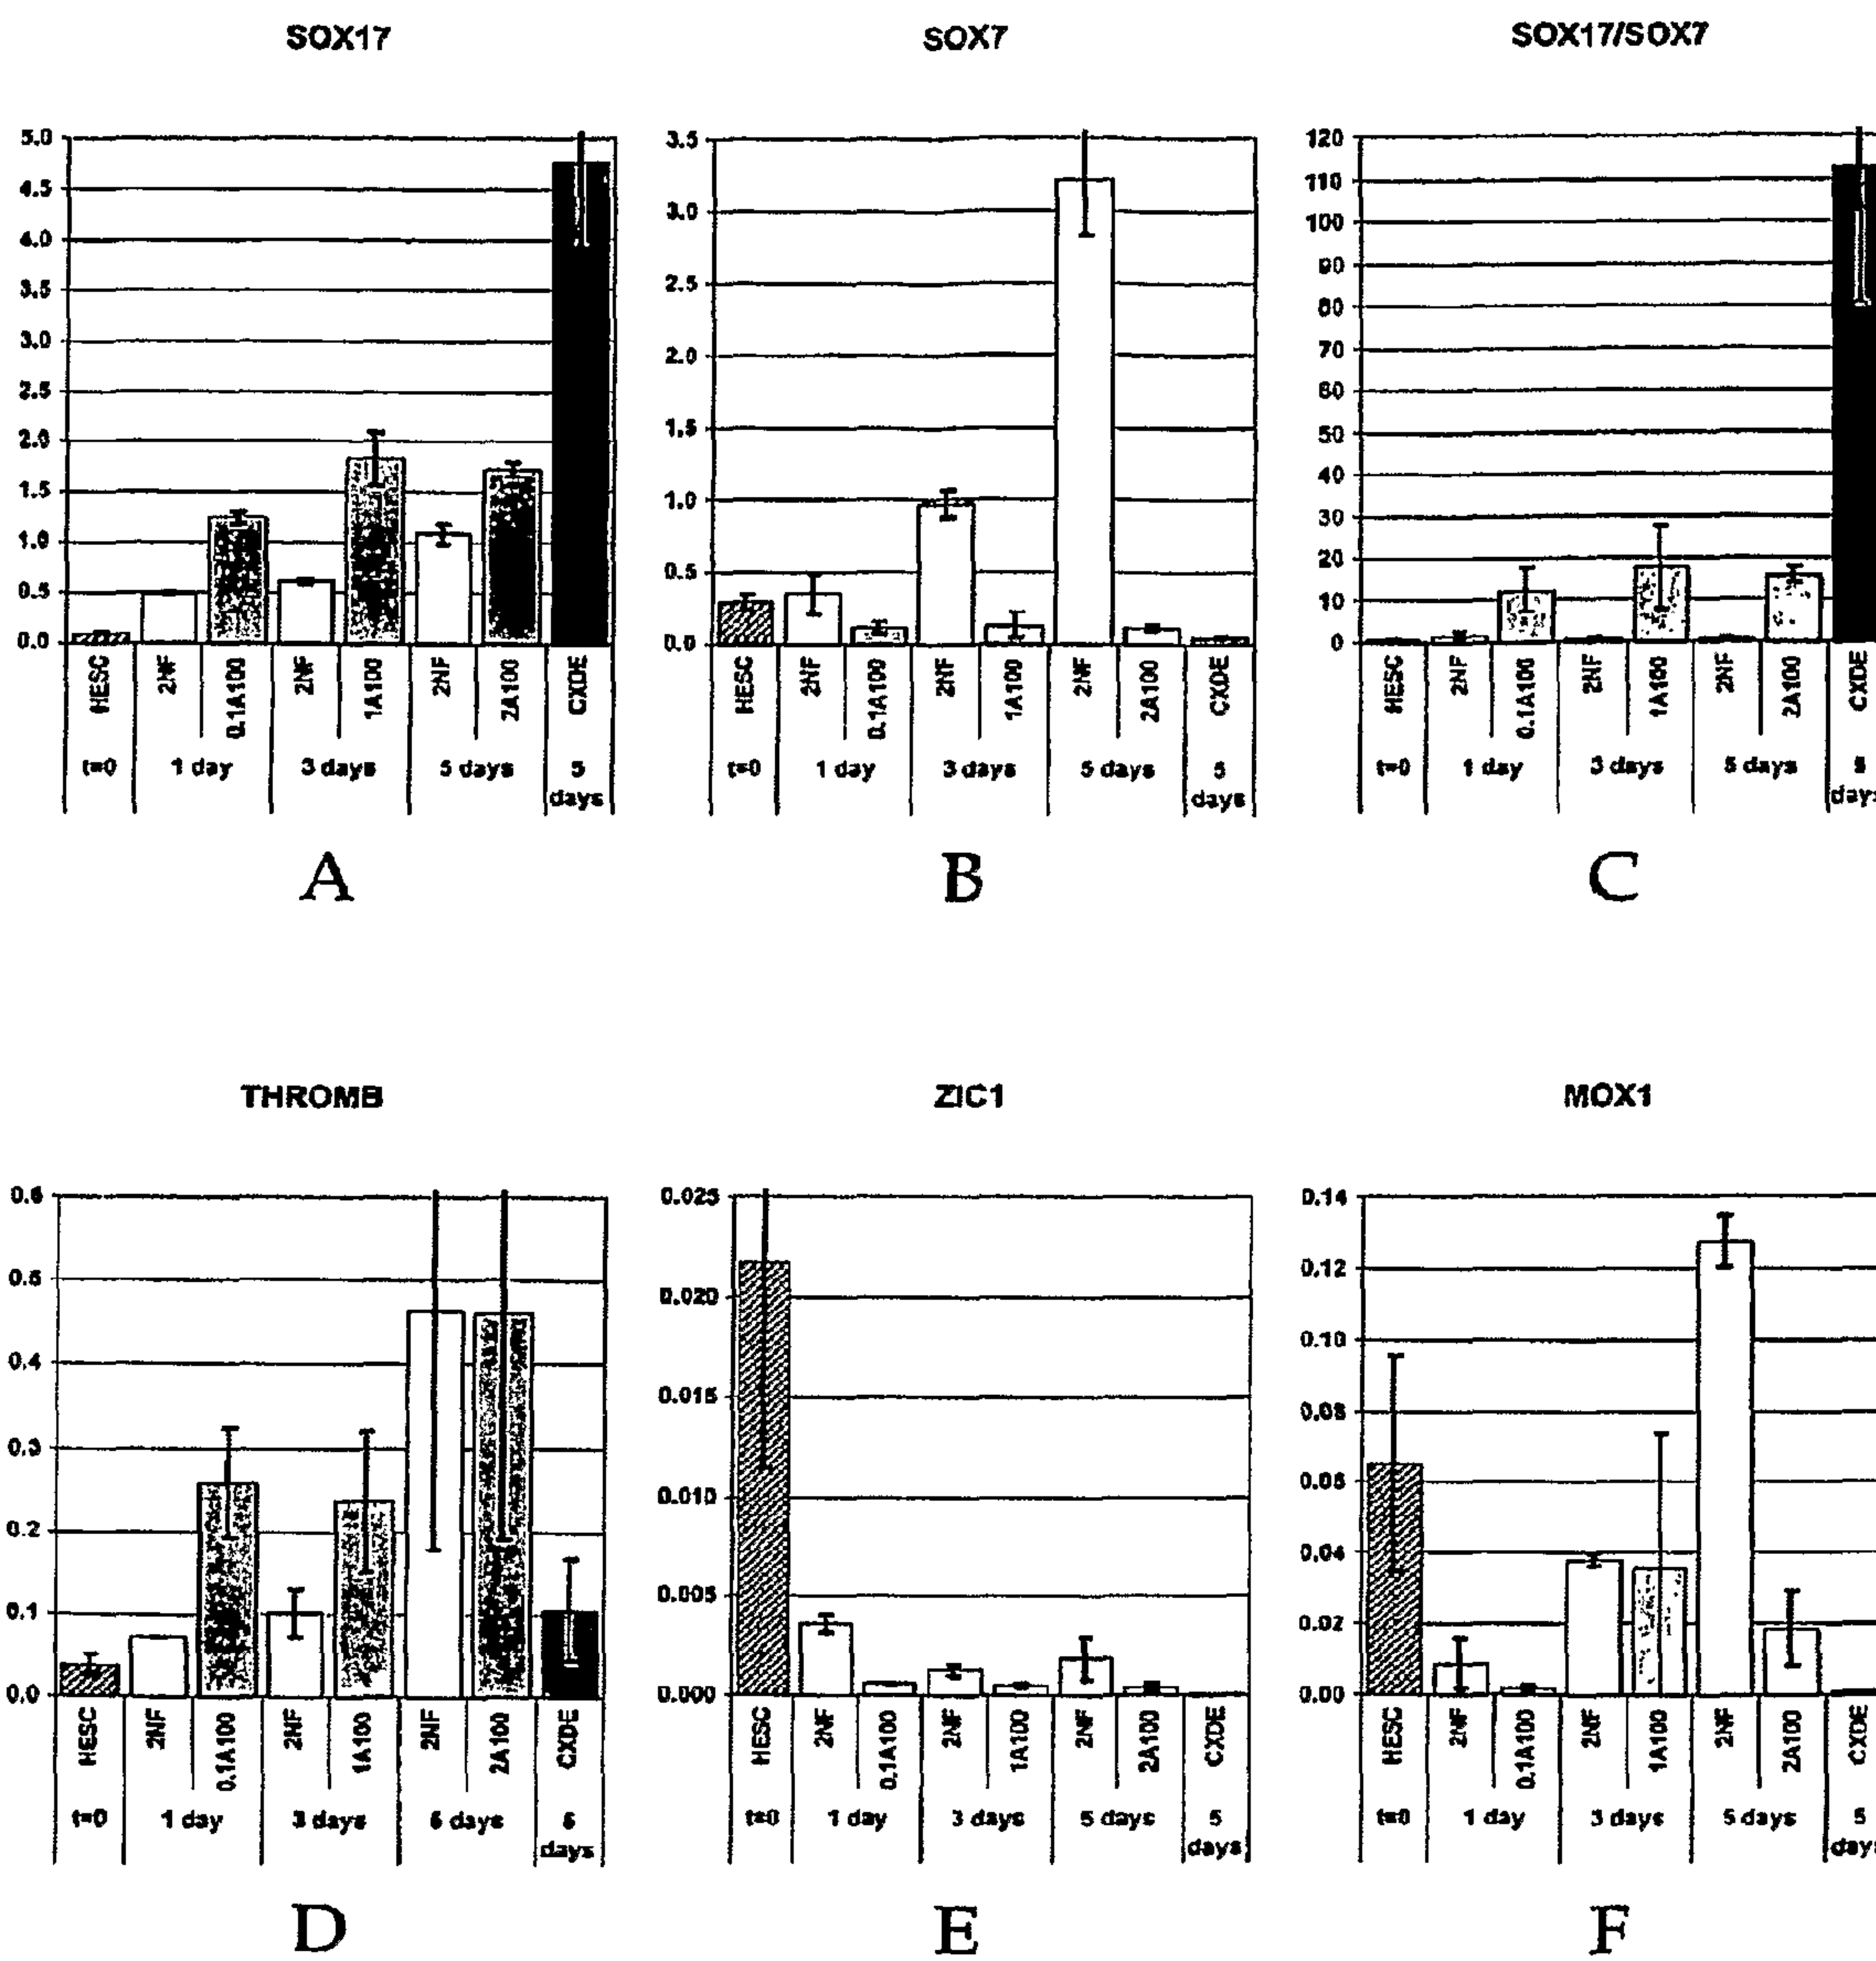 SOX17
5.0
4.5
4.0
3.5
3.0
2.5
2.0
1.5
1.0
0.5
0.0
HESC 2NF 0.1A100 2NF 1A100 2NF 2A100 CXDE
t=0 1 day 3 days 5 days 5 days
A
SOX7
3.5
3.0
2.5
2.0
1.5
1.0
0.5
0.0
HESC 2NF 0.1A100 2NF 1A100 2NF 2A100 CXDE
t=0 1 day 3 days 5 days 5 days
B
SOX17/SOX7
120
110
100
90
80
70
60
50
40
30
20
10
0
HESC 2NF 0.1A100 2NF 1A100 2NF 2A100 CXDE
t=0 1 day 3 days 5 days 5 days
C
THROMB
0.6
0.5
0.4
0.3
0.2
0.1
0.0
HESC 2NF 0.1A100 2NF 1A100 2NF 2A100 CXDE
t=0 1 day 3 days 5 days 5 days
D
ZIC1
0.025
0.020
0.015
0.010
0.005
0.000
HESC 2NF 0.1A100 2NF 1A100 2NF 2A100 CXDE
t=0 1 day 3 days 5 days 5 days
E
MOX1
0.14
0.12
0.10
0.08
0.06
0.04
0.02
0.00
HESC 2NF 0.1A100 2NF 1A100 2NF 2A100 CXDE
t=0 1 day 3 days 5 days 5 days
F